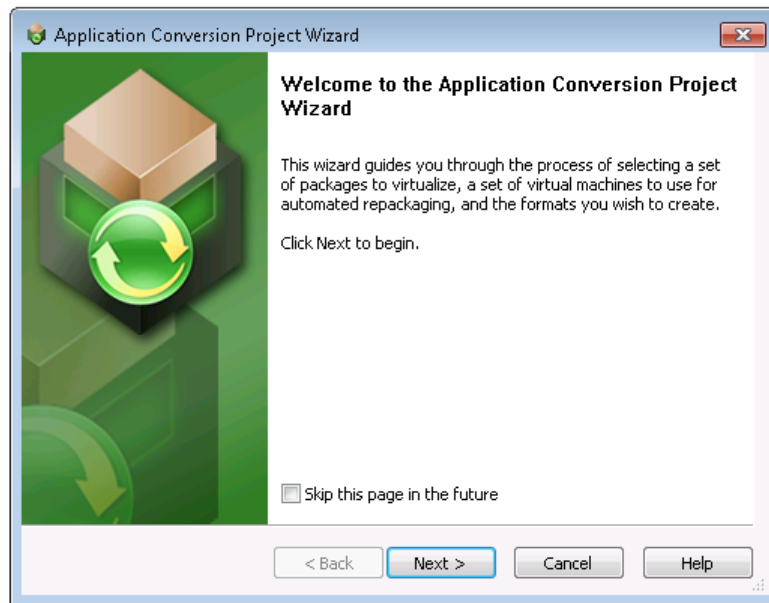 Application Conversion Project Wizard
Welcome to the Application Conversion Project
Wizard
This wizard guides you through the process of selecting a set
of packages to virtualize, a set of virtual machines to use for
automated repackaging, and the formats you wish to create.
Click Next to begin.
Skip this page in the future
< Back Next > Cancel Help